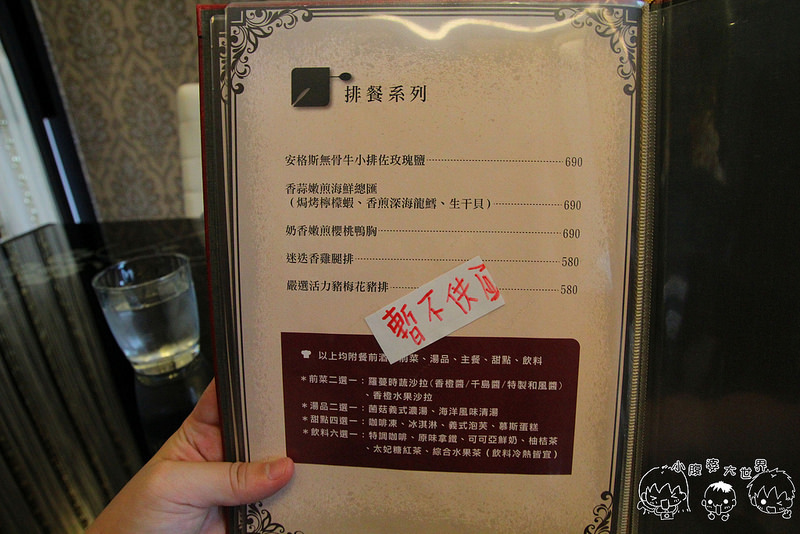 排餐系列
安格斯無骨牛小排佐玫瑰鹽 690
香蒜嫩煎海鮮總匯
(焗烤檸檬蝦、香煎深海龍鱈、生干貝) 690
奶香嫩煎櫻桃鴨胸 690
迷迭香雞腿排 580
嚴選活力豬梅花豬排 580
暫不供应
以上均附餐前酒、前菜、湯品、主餐、甜點、飲料
*前菜二選一:羅蔓時蔬沙拉(香橙醬/千島醬/特製和風醬)
、香橙水果沙拉
*湯品二選一:菌菇義式濃湯、海洋風味清湯
*甜點四選一:咖啡凍、冰淇淋、義式泡芙、慕斯蛋糕
*飲料六選一:特調咖啡、原味拿鐵、可可亞鮮奶、柚桔茶
、太妃糖紅茶、綜合水果茶(飲料冷熱皆宜)
小腹婆大世界